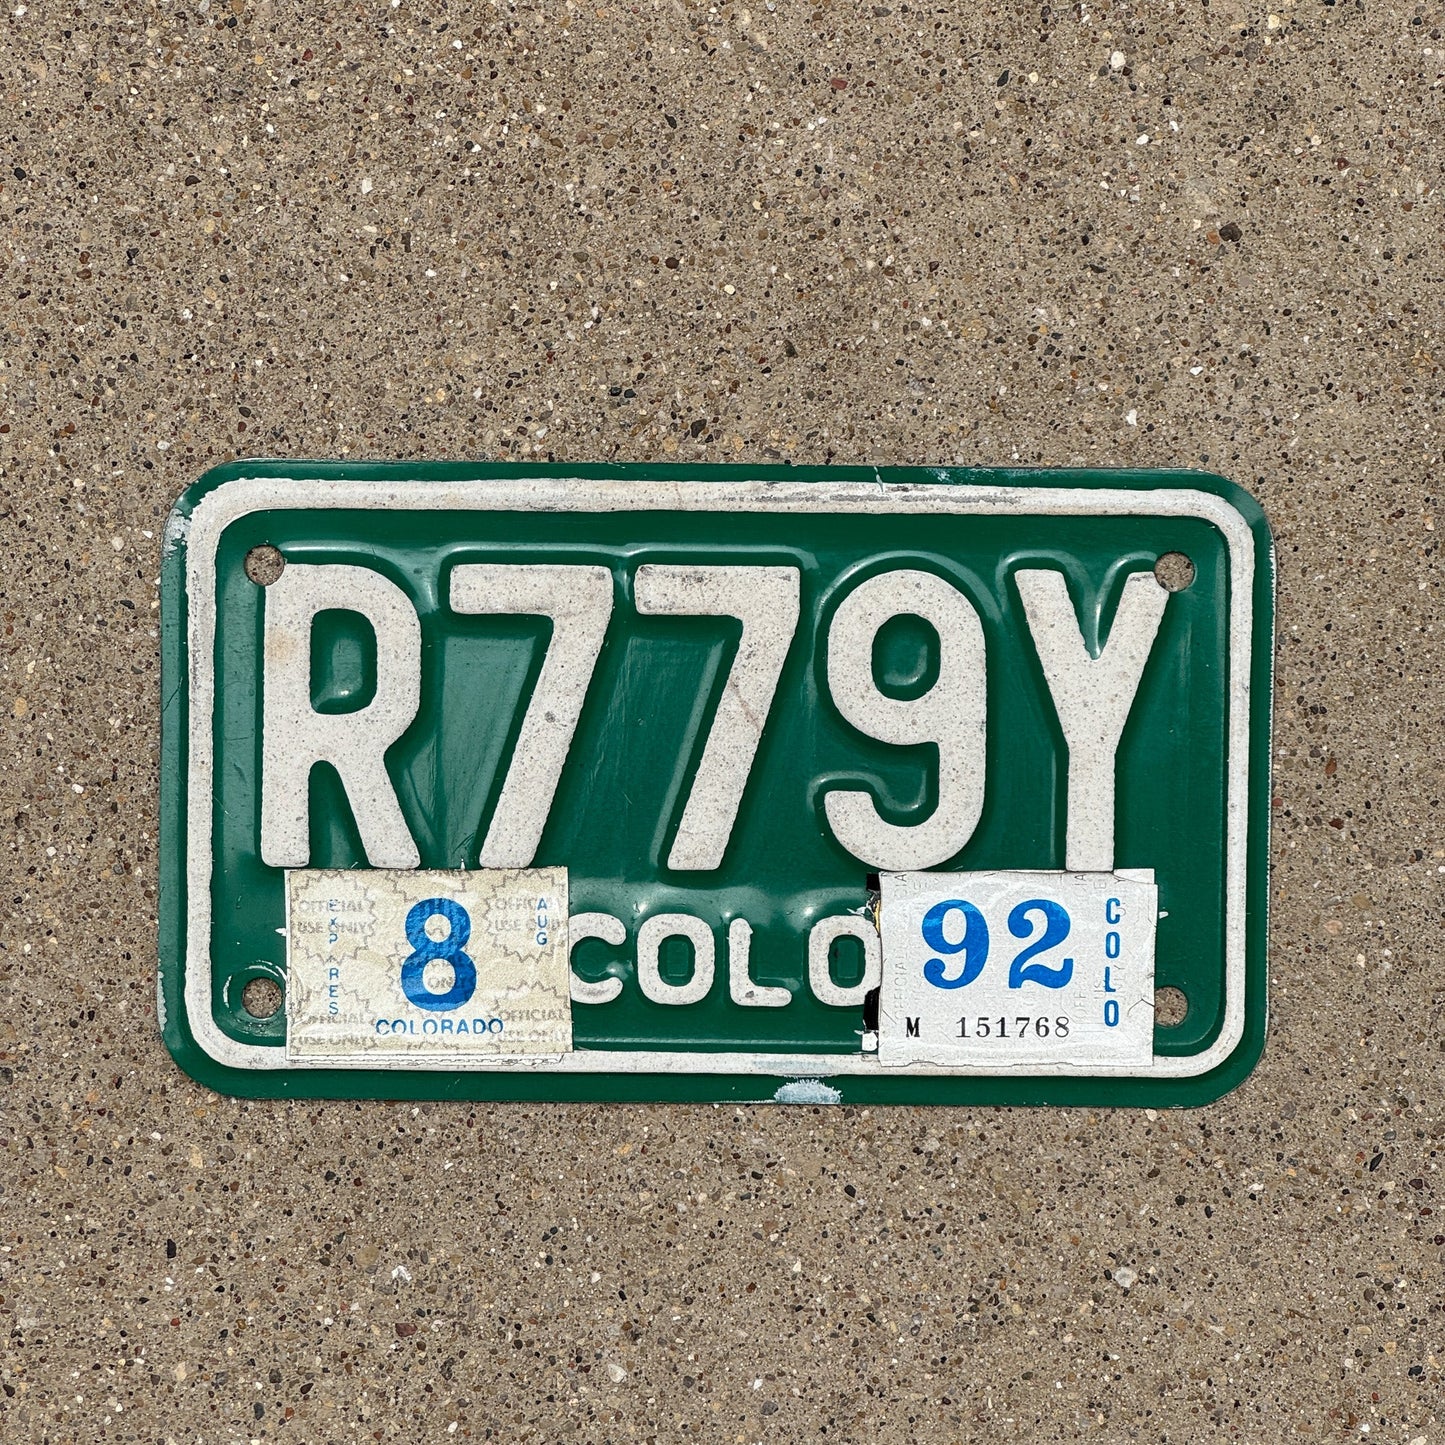 R779Y
EXPIRES
8
AUG
COLORADO
OFFICIAL
USE ONLY
COLO
92
COLO
M 151768